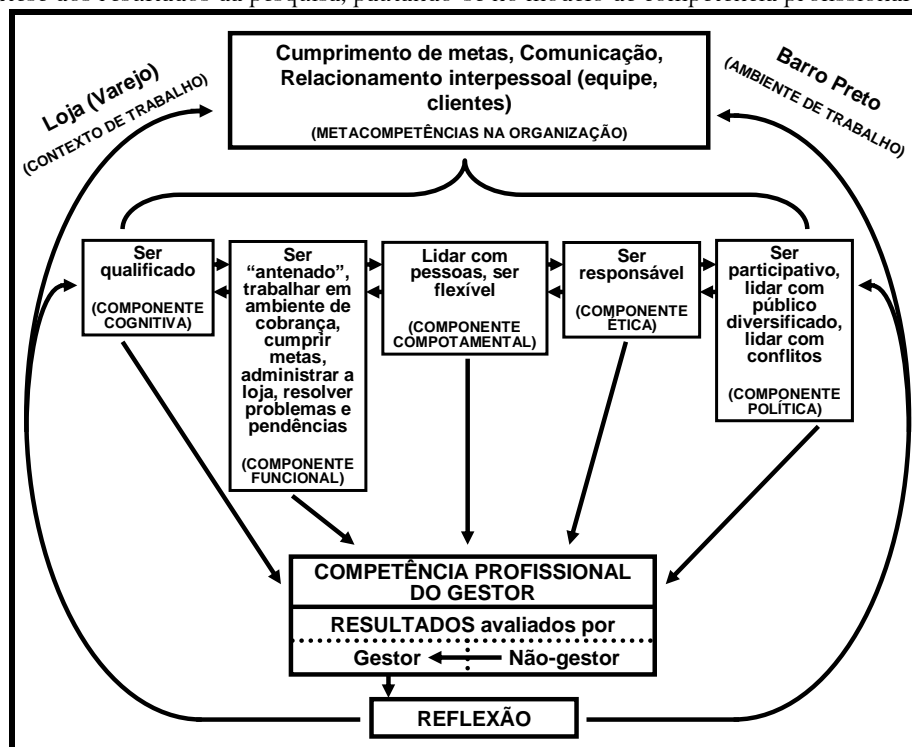 Cumprimento de metas, Comunicação,
Relacionamento interpessoal (equipe,
clientes)
(METACOMPETÊNCIAS NA ORGANIZAÇÃO)
Loja (Varejo)
(CONTEXTO DE TRABALHO)
Barro Preto
(AMBIENTE DE TRABALHO)
Ser
qualificado
(COMPONENTE
COGNITIVA)
Ser
“antenado”,
trabalhar em
ambiente de
cobrança,
cumprir
metas,
administrar a
loja, resolver
problemas e
pendências
(COMPONENTE
FUNCIONAL)
Lidar com
pessoas, ser
flexível
(COMPONENTE
COMPOTAMENTAL)
Ser
responsável
(COMPONENTE
ÉTICA)
Ser
participativo,
lidar com
público
diversificado,
lidar com
conflitos
(COMPONENTE
POLÍTICA)
COMPETÊNCIA PROFISSIONAL
DO GESTOR
RESULTADOS avaliados por
Gestor Não-gestor
REFLEXÃO